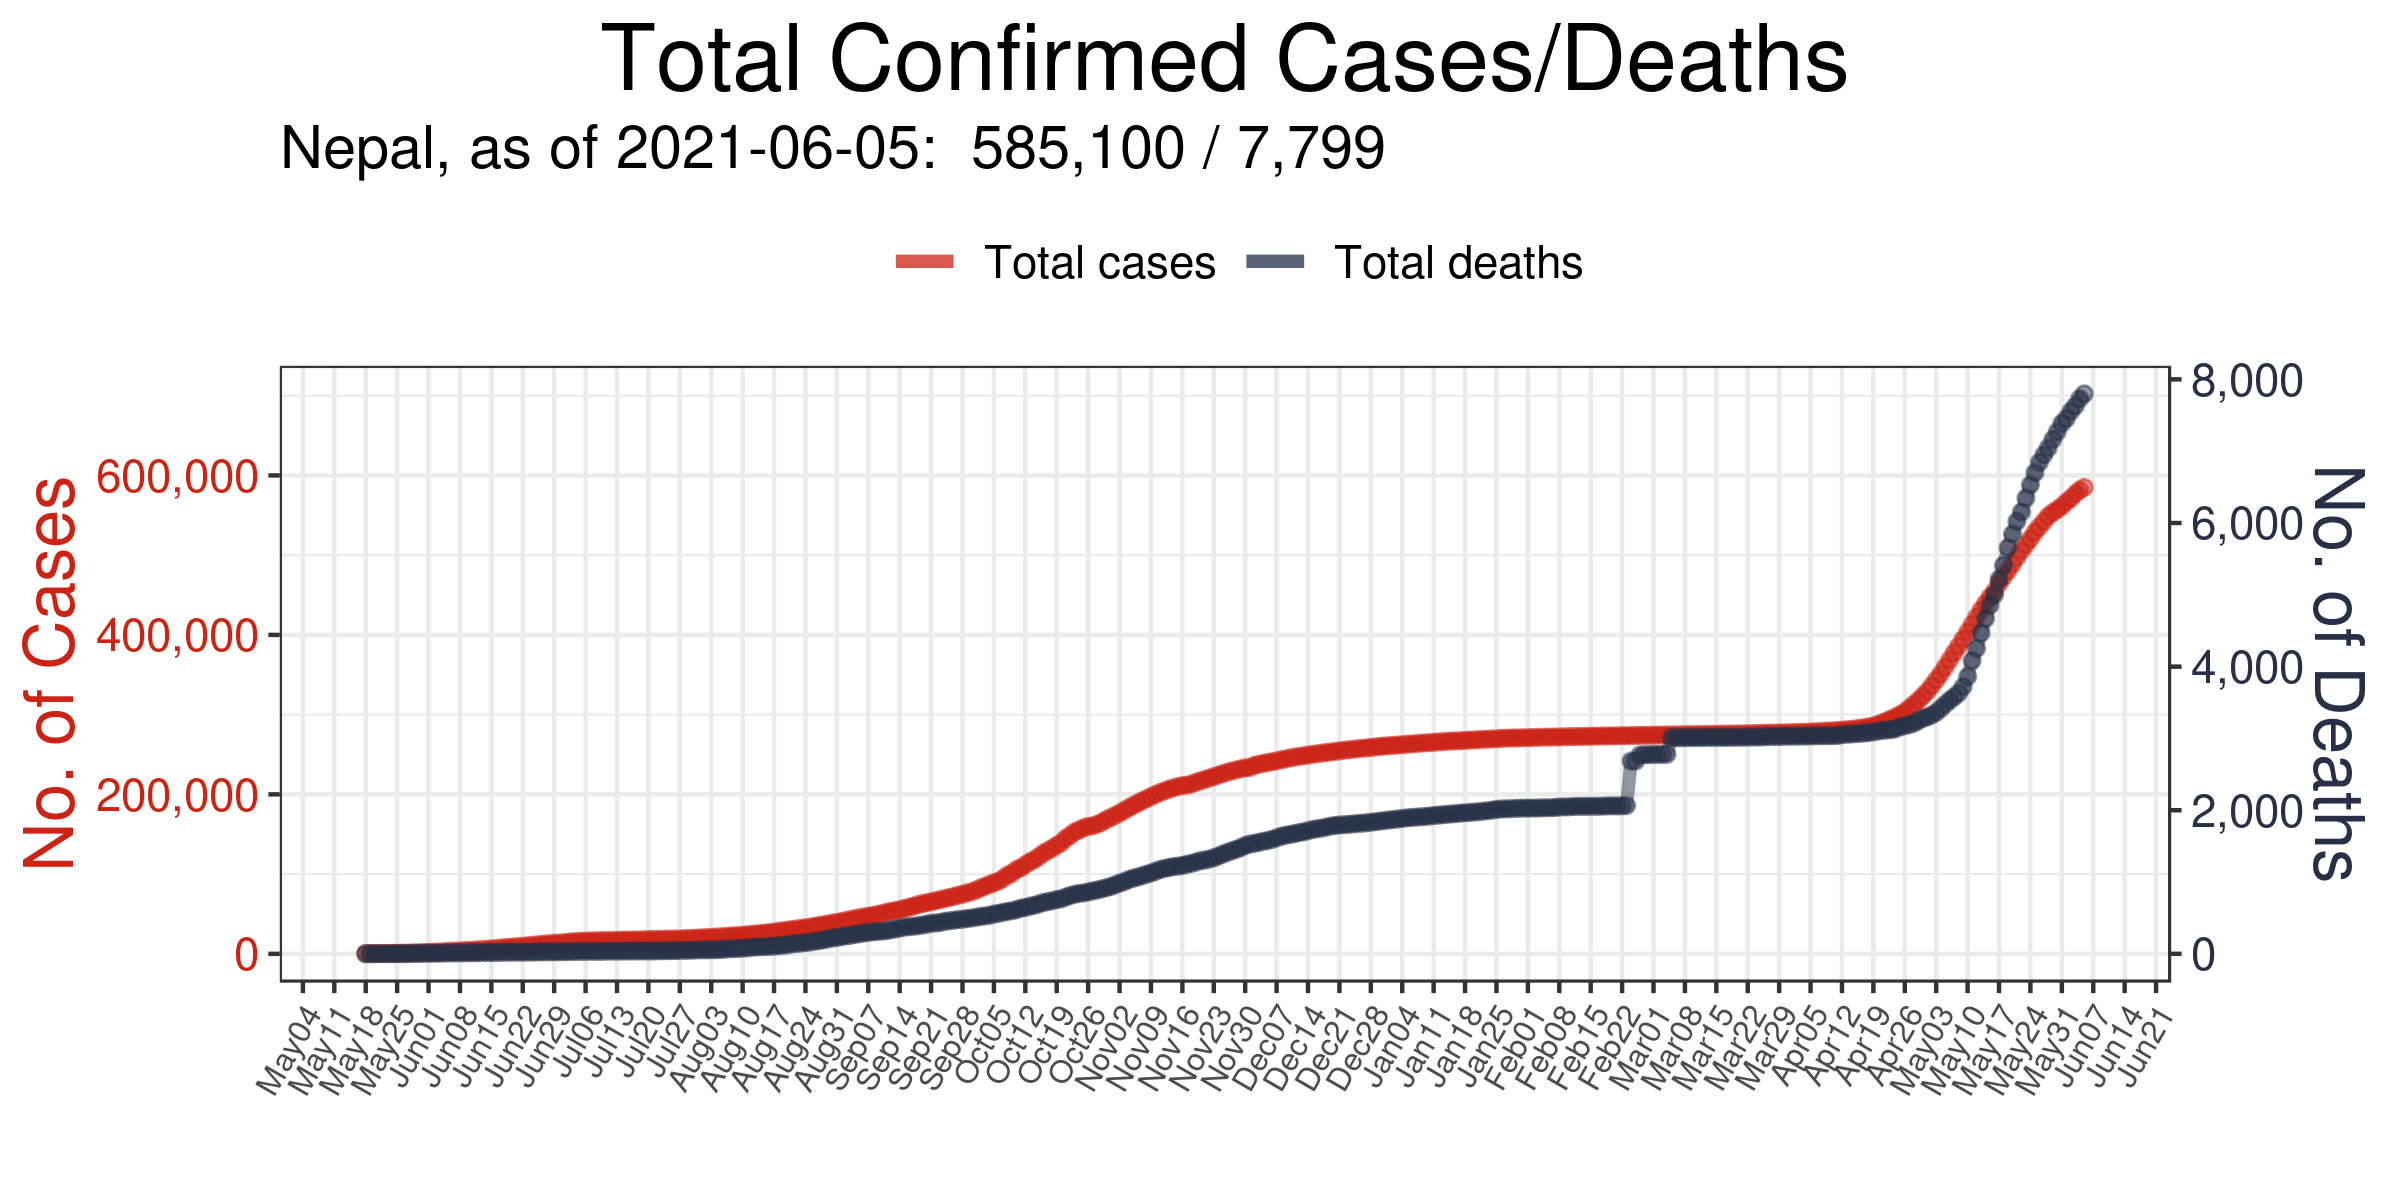 Total Confirmed Cases/Deaths
Nepal, as of 2021-06-05:  585,100 / 7,799
Total cases
Total deaths
No. of Cases
600,000
400,000
200,000
0
8,000
6,000
4,000
2,000
0
No. of Deaths
May04
May11
May18
May25
Jun01
Jun08
Jun15
Jun22
Jun29
Jul06
Jul13
Jul20
Jul27
Aug03
Aug10
Aug17
Aug24
Aug31
Sep07
Sep14
Sep21
Sep28
Oct05
Oct12
Oct19
Oct26
Nov02
Nov09
Nov16
Nov23
Nov30
Dec07
Dec14
Dec21
Dec28
Jan04
Jan11
Jan18
Jan25
Feb01
Feb08
Feb15
Feb22
Mar01
Mar08
Mar15
Mar22
Mar29
Apr05
Apr12
Apr19
Apr26
May03
May10
May17
May24
May31
Jun07
Jun14
Jun21